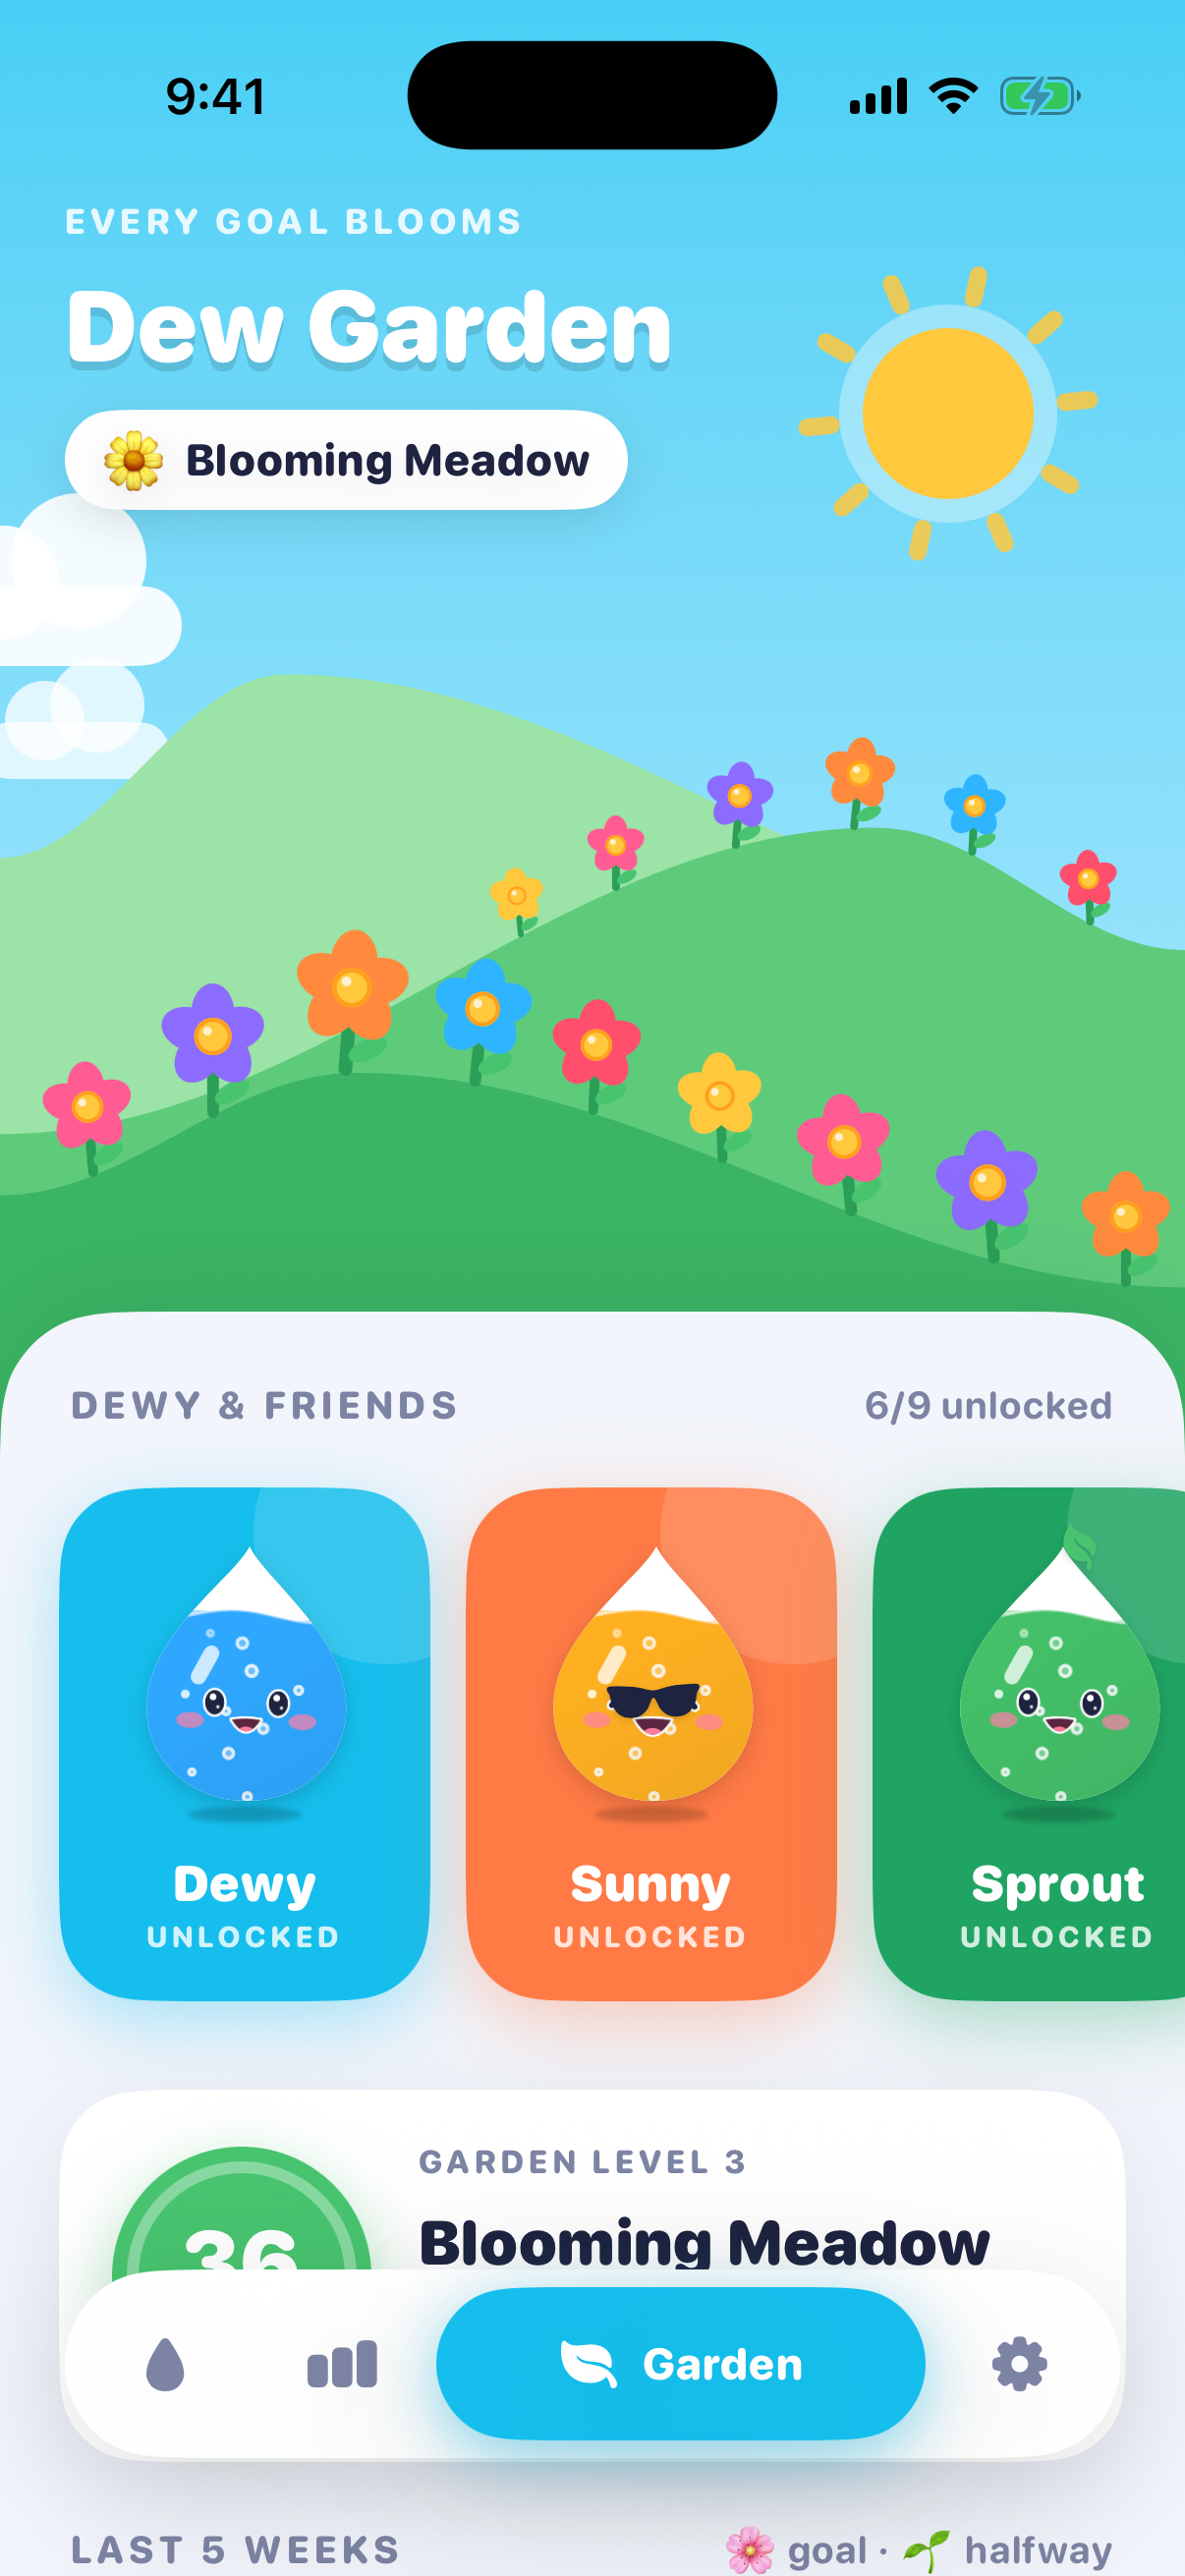 9:41
EVERY GOAL BLOOMS
Dew Garden
Blooming Meadow
DEWY & FRIENDS
6/9 unlocked
Dewy
UNLOCKED
Sunny
UNLOCKED
Sprout
UNLOCKED
GARDEN LEVEL 3
36
Blooming Meadow
Garden
LAST 5 WEEKS
🌸 goal · 🌱 halfway